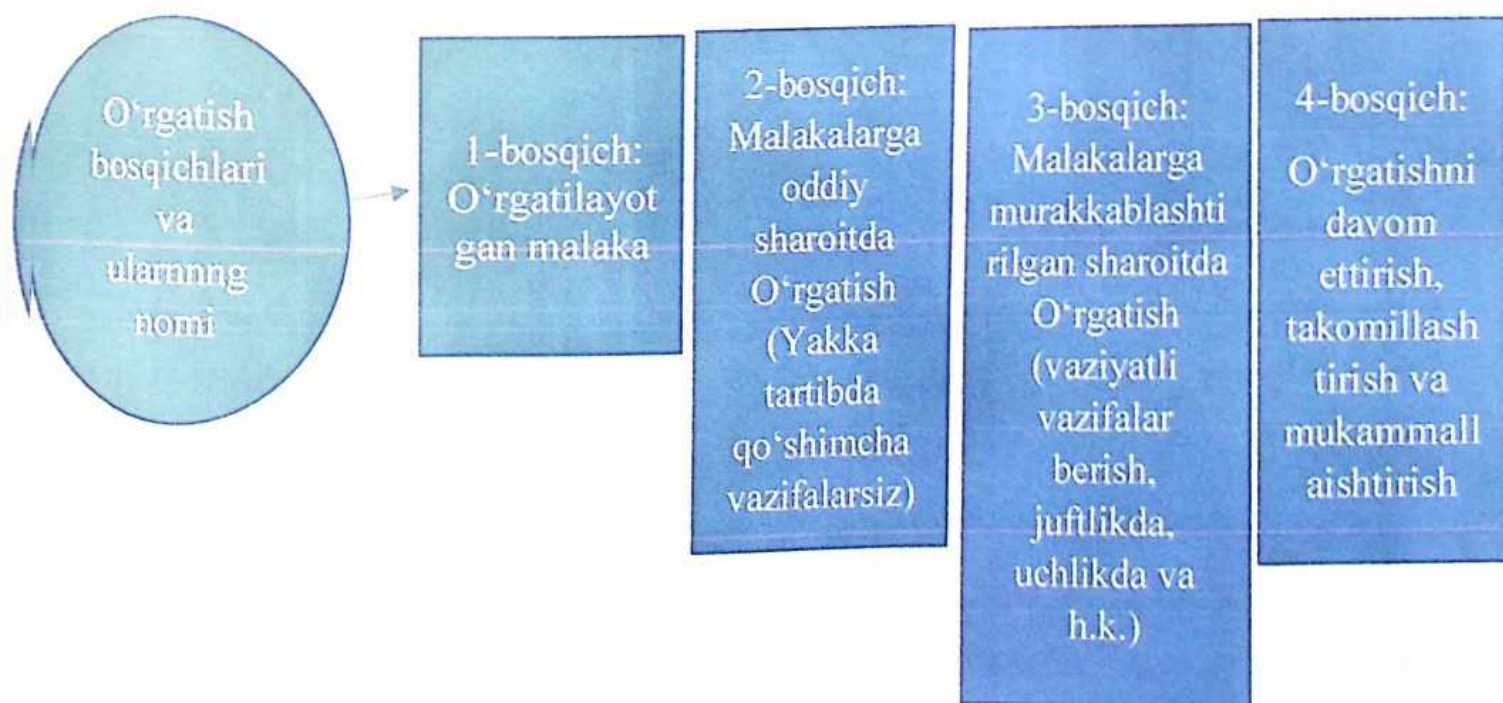 O‘rgatish
bosqichlari
va
ularnnng
nomi
1-bosqich:
O‘rgatilayot
gan malaka
2-bosqich:
Malakalarga
oddiy
sharoitda
O‘rgatish
(Yakka
tartibda
qo‘shimcha
vazifalarsiz)
3-bosqich:
Malakalarga
murakkablashti
rilgan sharoitda
O‘rgatish
(vaziyatli
vazifalar
berish,
juftlikda,
uchlikda va
h.k.)
4-bosqich:
O‘rgatishni
davom
ettirish,
takomillash
tirish va
mukammall
aishtirish